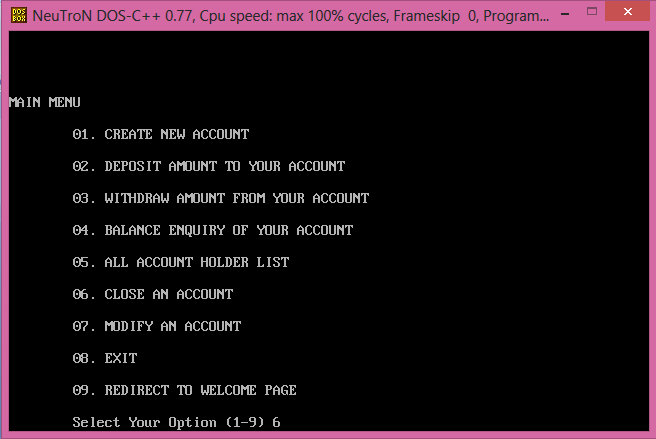 DOS BOX
NeuTroN DOS-C++ 0.77, Cpu speed: max 100% cycles, Frameskip 0, Program...
MAIN MENU
01. CREATE NEW ACCOUNT
02. DEPOSIT AMOUNT TO YOUR ACCOUNT
03. WITHDRAW AMOUNT FROM YOUR ACCOUNT
04. BALANCE ENQUIRY OF YOUR ACCOUNT
05. ALL ACCOUNT HOLDER LIST
06. CLOSE AN ACCOUNT
07. MODIFY AN ACCOUNT
08. EXIT
09. REDIRECT TO WELCOME PAGE
Select Your Option (1-9) 6